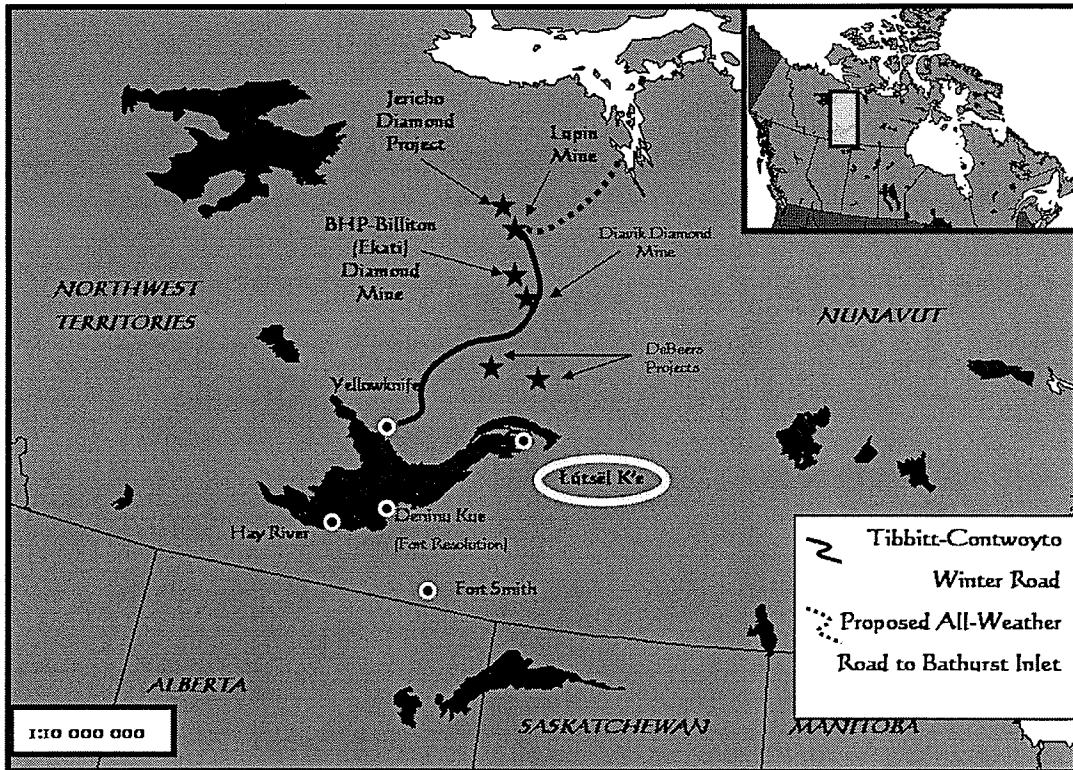 Jericho
Diamond
Project
Lupin
Mine
BHP-Billiton
(Ekati)
Diamond
Mine
Diavik Diamond
Mine
NORTHWEST
TERRITORIES
NUNAVUT
DeBeers
Projects
Yellowknife
Łútsël K'e
Hay River
Deninu Kue
(Fort Resolution)
Fort Smith
Tibbitt-Contwoyto
Winter Road
Proposed All-Weather
Road to Bathurst Inlet
ALBERTA
SASKATCHEWAN
MANITOBA
1:10 000 000